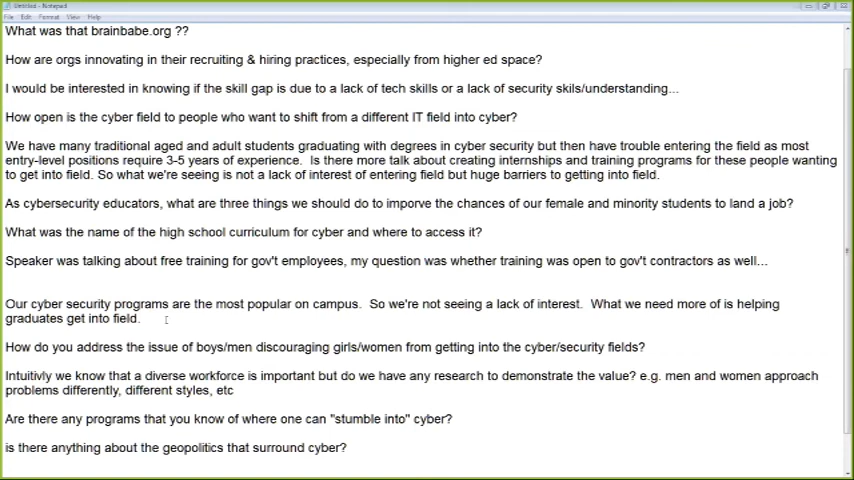 Untitled - Notepad
File Edit Format View Help
What was that brainbabe.org ??
How are orgs innovating in their recruiting & hiring practices, especially from higher ed space?
I would be interested in knowing if the skill gap is due to a lack of tech skills or a lack of security skils/understanding...
How open is the cyber field to people who want to shift from a different IT field into cyber?
We have many traditional aged and adult students graduating with degrees in cyber security but then have trouble entering the field as most
entry-level positions require 3-5 years of experience.  Is there more talk about creating internships and training programs for these people wanting
to get into field. So what we're seeing is not a lack of interest of entering field but huge barriers to getting into field.
As cybersecurity educators, what are three things we should do to imporve the chances of our female and minority students to land a job?
What was the name of the high school curriculum for cyber and where to access it?
Speaker was talking about free training for gov't employees, my question was whether training was open to gov't contractors as well...
Our cyber security programs are the most popular on campus.  So we're not seeing a lack of interest.  What we need more of is helping
graduates get into field.
How do you address the issue of boys/men discouraging girls/women from getting into the cyber/security fields?
Intuitivly we know that a diverse workforce is important but do we have any research to demonstrate the value? e.g. men and women approach
problems differently, different styles, etc
Are there any programs that you know of where one can "stumble into" cyber?
is there anything about the geopolitics that surround cyber?